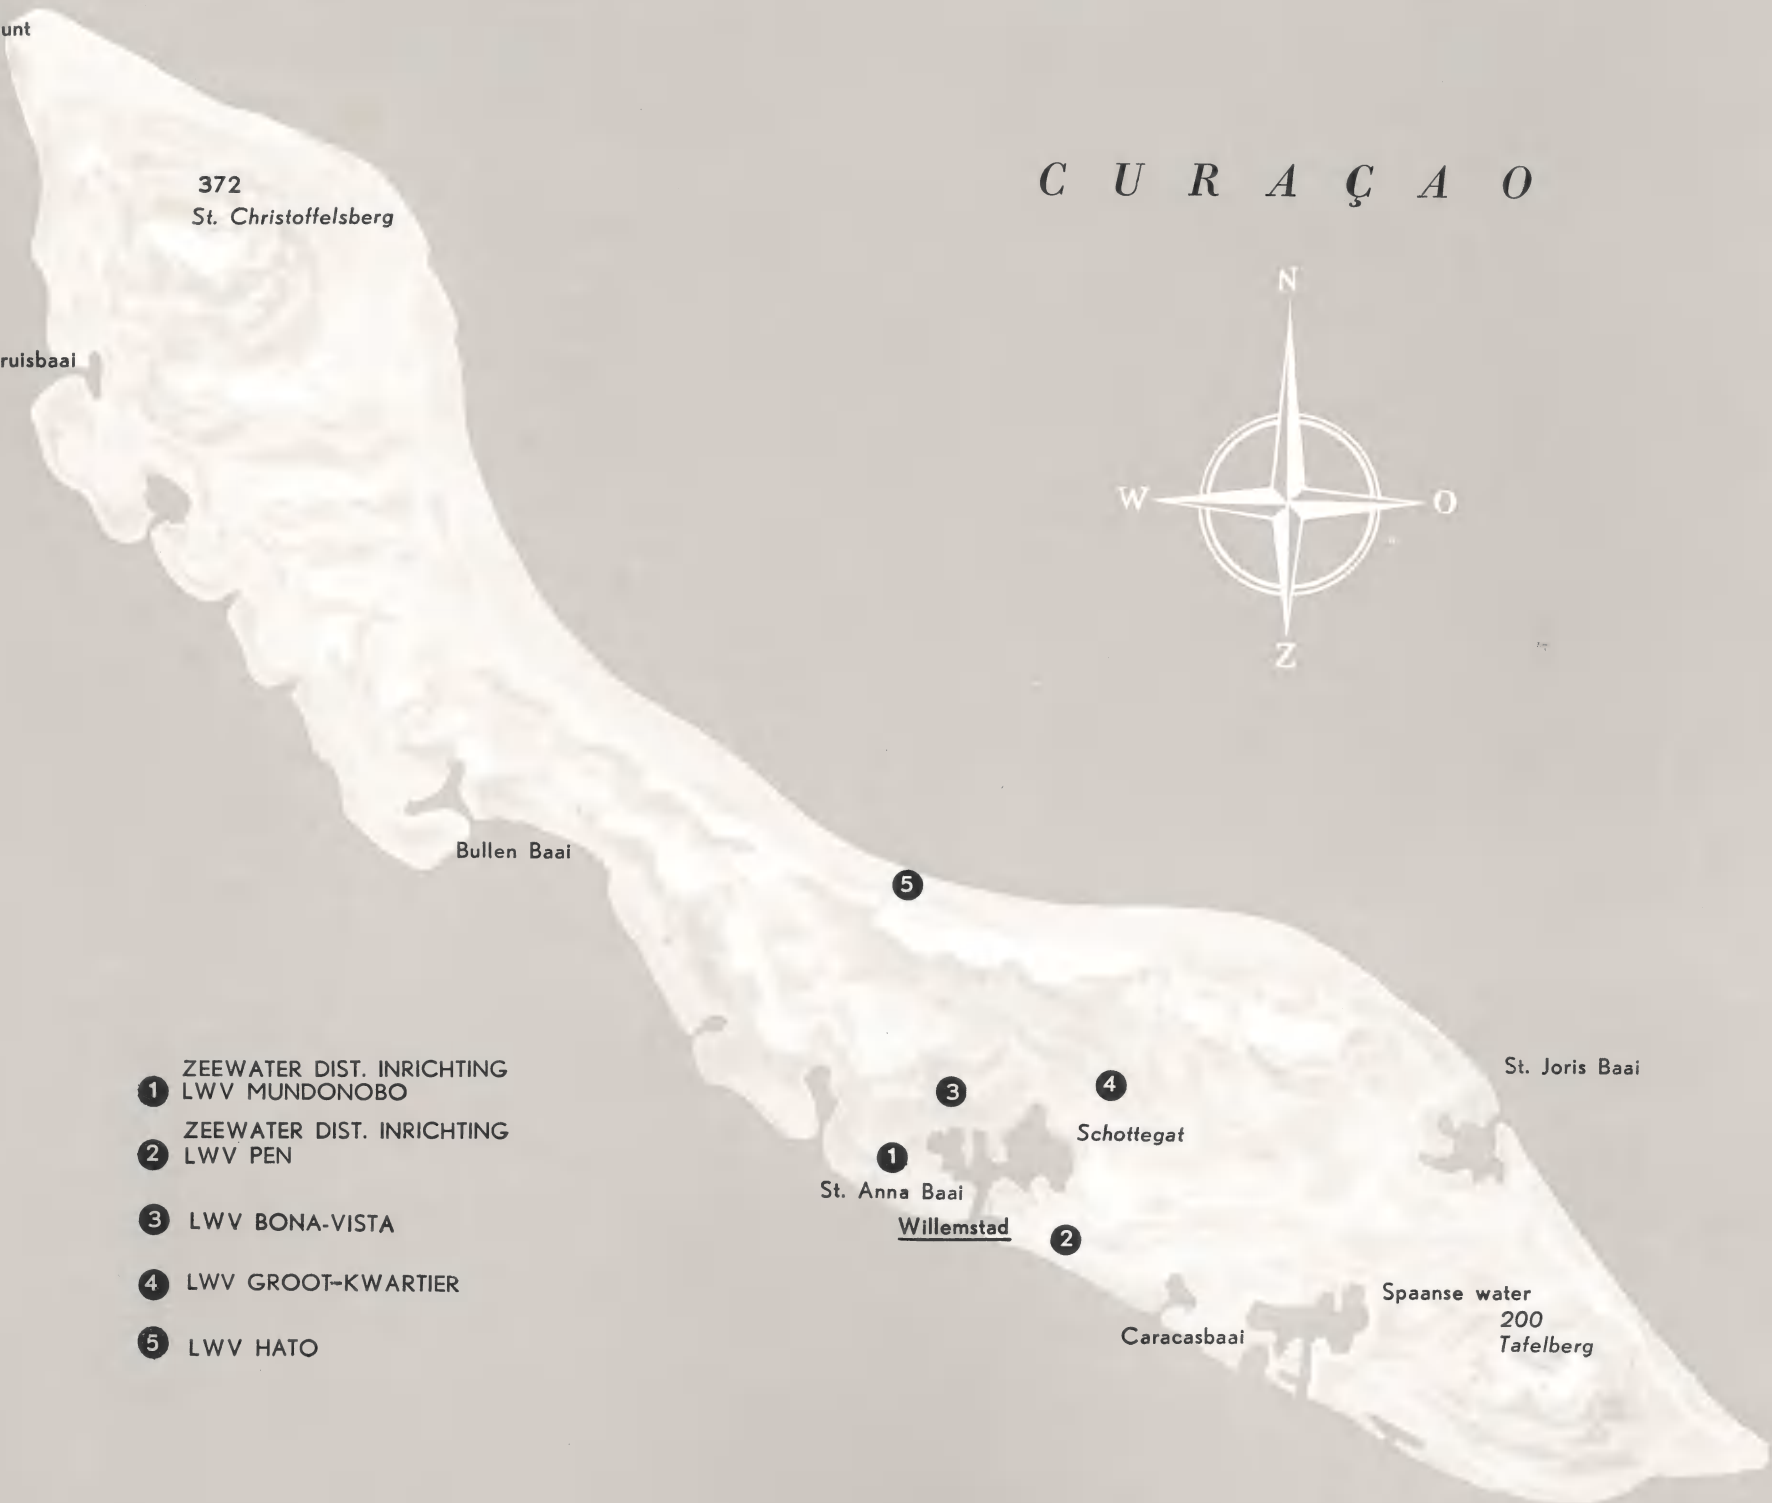 unt
372
St. Christoffelsberg
C U R A Ç A O
N
W
O
Z
ruisbaai
Bullen Baai
5
3
4
Schottegat
1
St. Anna Baai
Willemstad
2
St. Joris Baai
Spaanse water
200
Tafelberg
Caracasbaai
ZEEWATER DIST. INRICHTING
1 LWV MUNDONOBO
ZEEWATER DIST. INRICHTING
2 LWV PEN
3 LWV BONA-VISTA
4 LWV GROOT-KWARTIER
5 LWV HATO